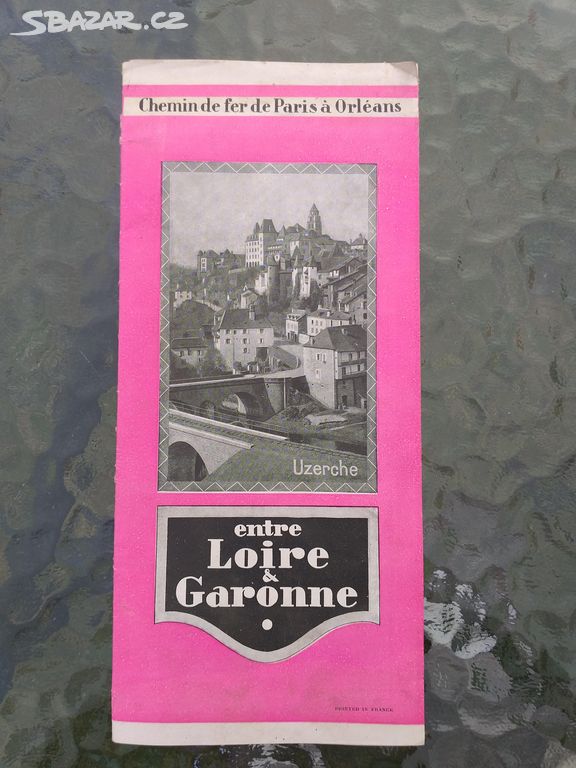 SBAZAR.CZ
Chemin de fer de Paris à Orléans
Uzerche
entre
Loire
&
Garonne
PRINTED IN FRANCE